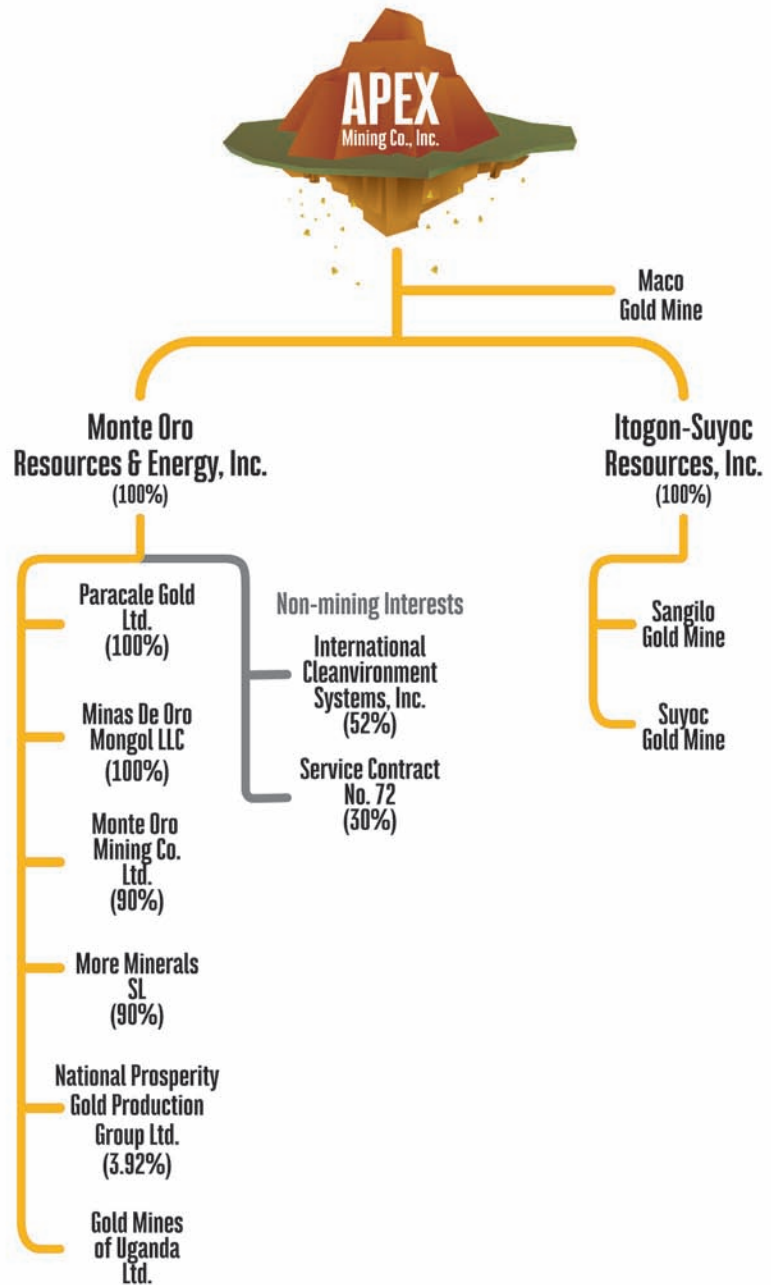 APEX
Mining Co., Inc.
Maco
Gold Mine
Monte Oro
Resources & Energy, Inc.
(100%)
Itogon-Suyoc
Resources, Inc.
(100%)
Paracale Gold
Ltd.
(100%)
Minas De Oro
Mongol LLC
(100%)
Monte Oro
Mining Co.
Ltd.
(90%)
More Minerals
SL
(90%)
National Prosperity
Gold Production
Group Ltd.
(3.92%)
Gold Mines
of Uganda
Ltd.
Non-mining Interests
International
Cleanvironment
Systems, Inc.
(52%)
Service Contract
No. 72
(30%)
Sangilo
Gold Mine
Suyoc
Gold Mine